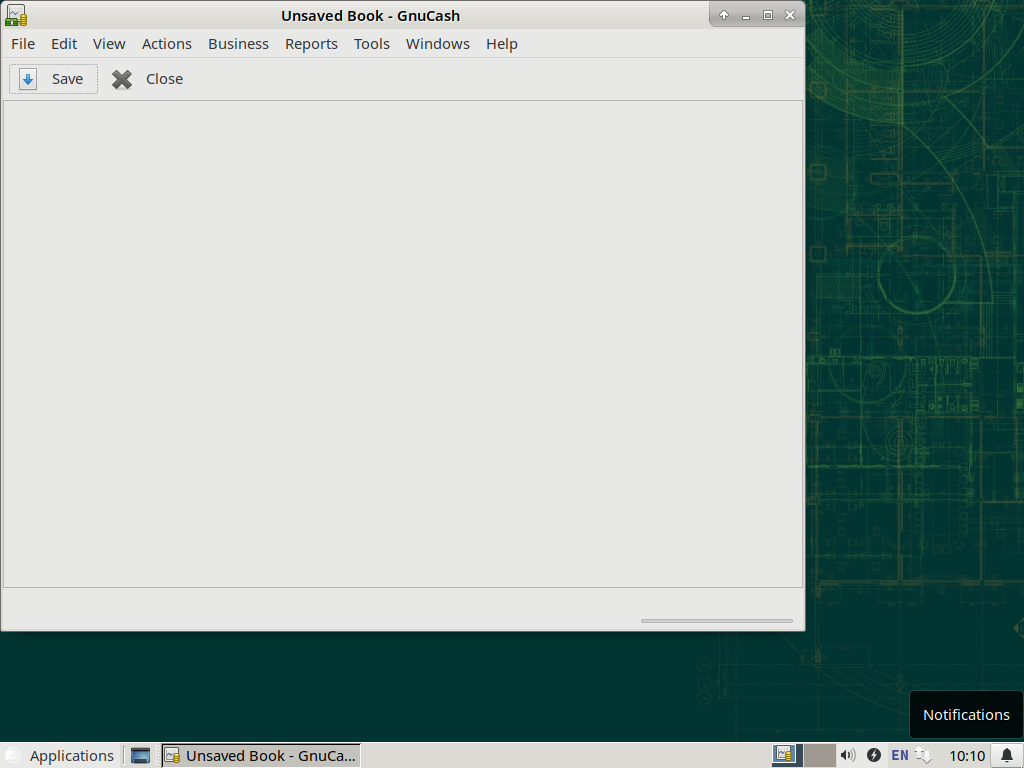 Unsaved Book - GnuCash
File Edit View Actions Business Reports Tools Windows Help
Save Close
Notifications
Applications Unsaved Book - GnuCa... EN 10:10